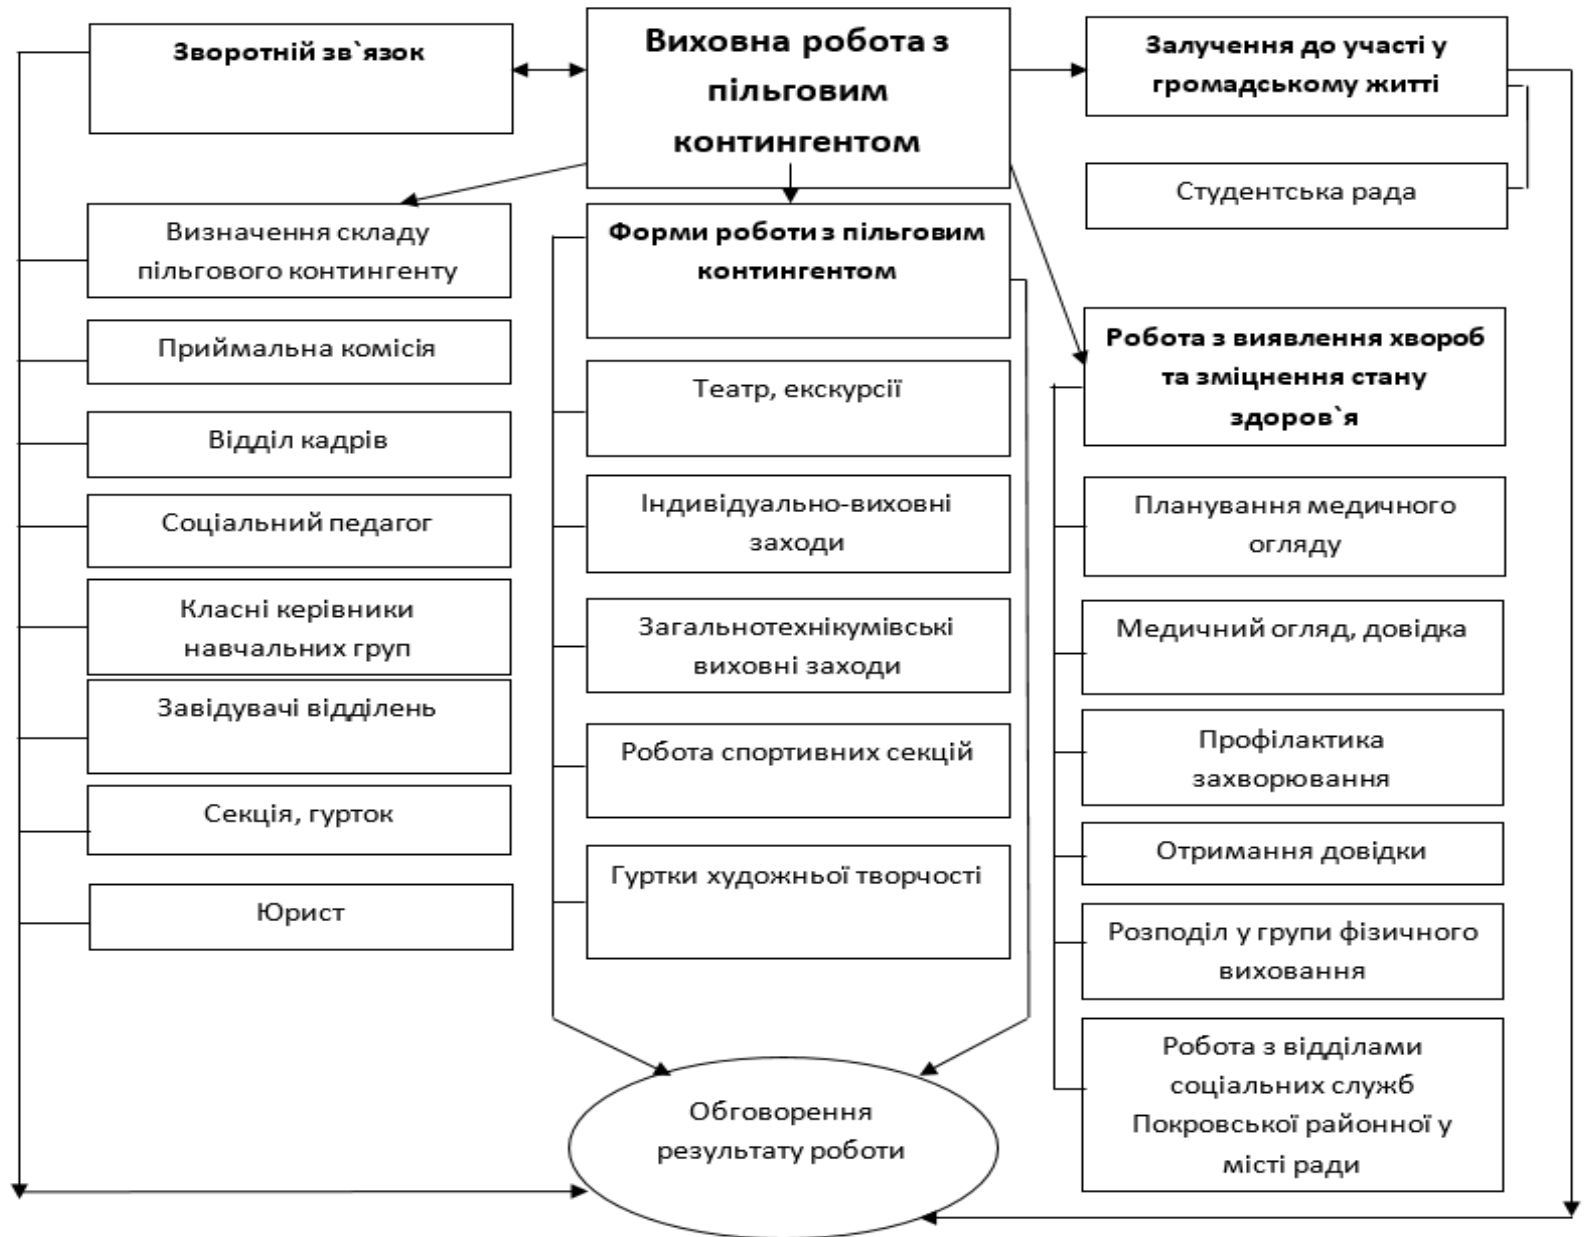 Зворотній зв`язок
Виховна робота з
пільговим
контингентом
Залучення до участі у
громадському житті
Студентська рада
Визначення складу
пільгового контингенту
Приймальна комісія
Відділ кадрів
Соціальний педагог
Класні керівники
навчальних груп
Завідувачі відділень
Секція, гурток
Юрист
Форми роботи з пільговим
контингентом
Театр, екскурсії
Індивідуально-виховні
заходи
Загальнотехнікумівські
виховні заходи
Робота спортивних секцій
Гуртки художньої творчості
Робота з виявлення хвороб
та зміцнення стану
здоров`я
Планування медичного
огляду
Медичний огляд, довідка
Профілактика
захворювання
Отримання довідки
Розподіл у групи фізичного
виховання
Робота з відділами
соціальних служб
Покровської районної у
місті ради
Обговорення
результату роботи